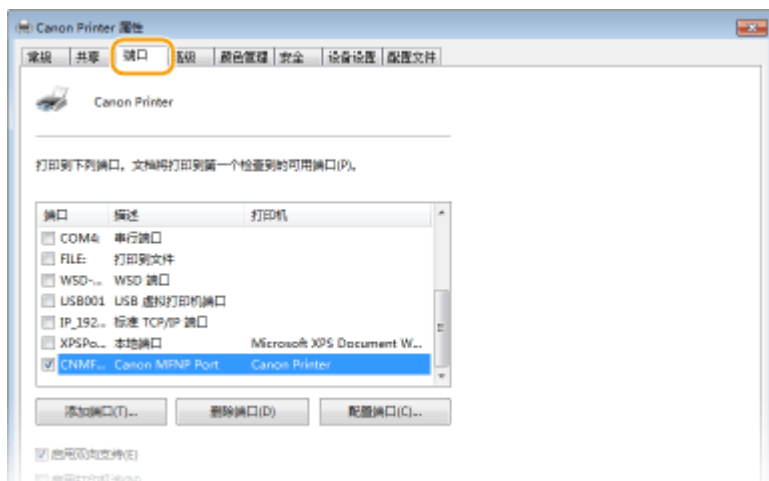 Canon Printer 属性
常规 共享 端口 高级 颜色管理 安全 设备设置 配置文件
Canon Printer
打印到下列端口。文档将打印到第一个检查到的可用端口(P)。
端口 描述 打印机
COM4: 串行端口
FILE: 打印到文件
WSD-... WSD 端口
USB001 USB 虚拟打印机端口
IP_192... 标准 TCP/IP 端口
XPSPo... 本地端口 Microsoft XPS Document W...
CNMF... Canon MFNP Port Canon Printer
添加端口(T)... 删除端口(D) 配置端口(C)...
启用双向支持(E)